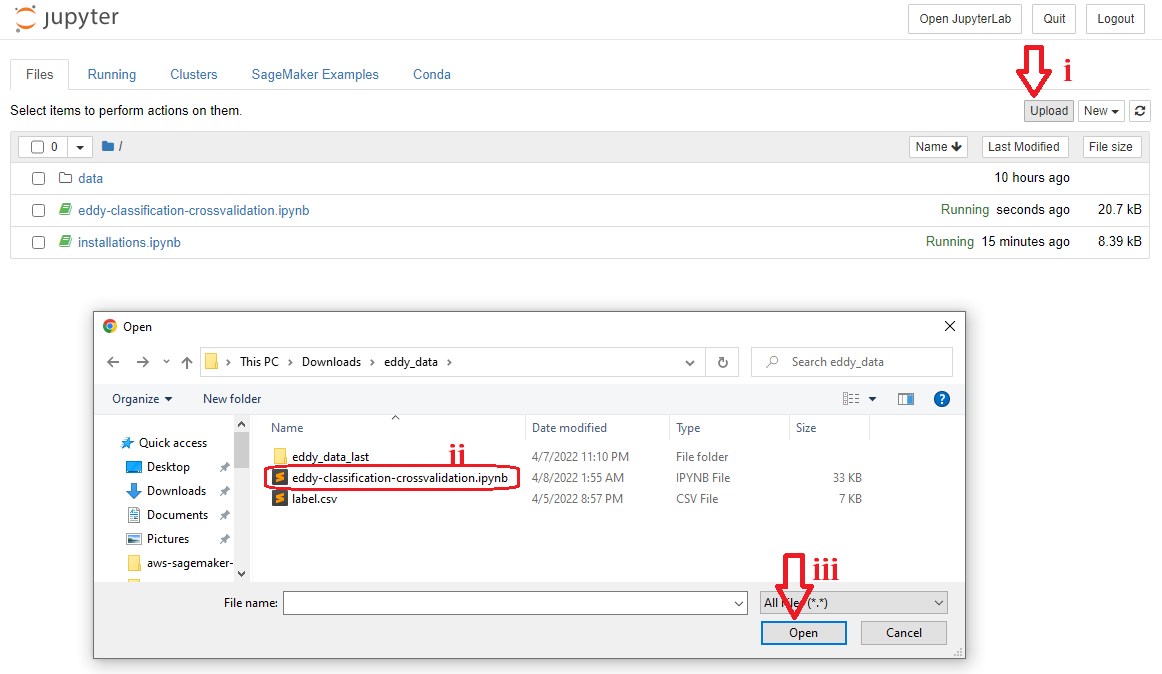 jupyter
Open JupyterLab Quit Logout
Files Running Clusters SageMaker Examples Conda
i
Select items to perform actions on them.
Upload New
0 / Name Last Modified File size
data 10 hours ago
eddy-classification-crossvalidation.ipynb Running seconds ago 20.7 kB
installations.ipynb Running 15 minutes ago 8.39 kB
Open
This PC Downloads eddy_data Search eddy_data
Organize New folder ?
Name Date modified Type Size
Quick access
ii
eddy_data_last 4/7/2022 11:10 PM File folder
Desktop
eddy-classification-crossvalidation.ipynb 4/8/2022 1:55 AM IPYNB File 33 KB
Downloads
label.csv 4/5/2022 8:57 PM CSV File 7 KB
Documents
Pictures
aws-sagemaker-
iii
File name: All Files (*.*)
Open Cancel